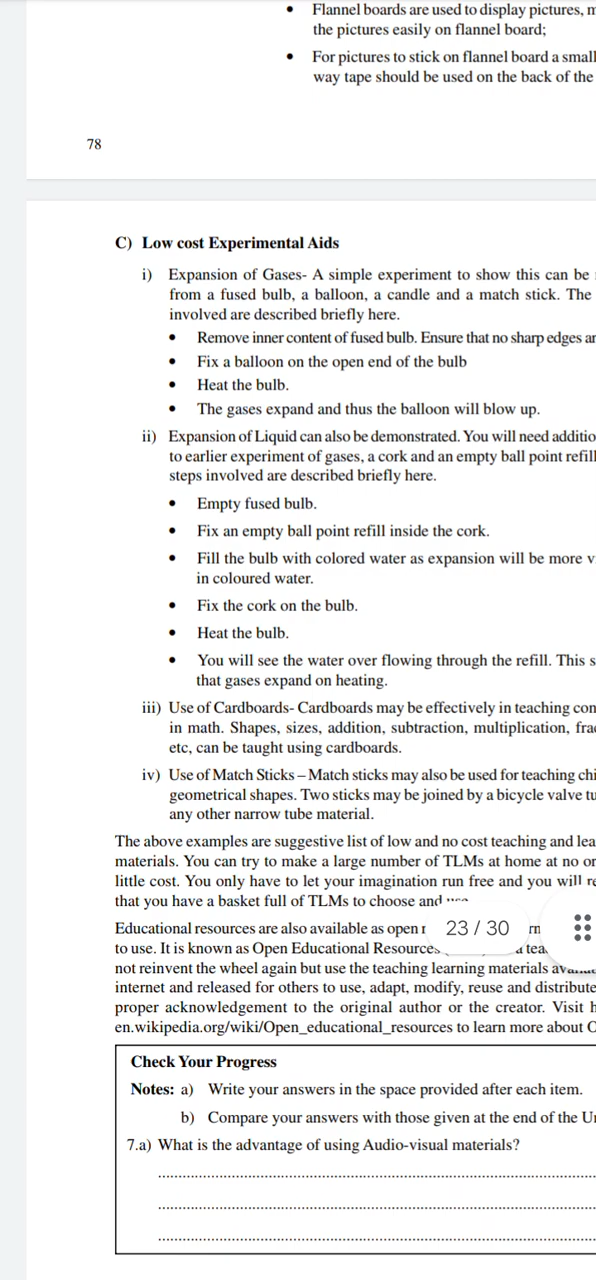 • Flannel boards are used to display pictures,
the pictures easily on flannel board;
• For pictures to stick on flannel board a small
way tape should be used on the back of the
78
C) Low cost Experimental Aids
i) Expansion of Gases- A simple experiment to show this can be
from a fused bulb, a balloon, a candle and a match stick. The
involved are described briefly here.
• Remove inner content of fused bulb. Ensure that no sharp edges
• Fix a balloon on the open end of the bulb
• Heat the bulb.
• The gases expand and thus the balloon will blow up.
ii) Expansion of Liquid can also be demonstrated. You will need
to earlier experiment of gases, a cork and an empty ball point refill
steps involved are described briefly here.
• Empty fused bulb.
• Fix an empty ball point refill inside the cork.
• Fill the bulb with colored water as expansion will be more
in coloured water.
• Fix the cork on the bulb.
• Heat the bulb.
• You will see the water over flowing through the refill. This
that gases expand on heating.
iii) Use of Cardboards- Cardboards may be effectively in teaching
in math. Shapes, sizes, addition, subtraction, multiplication,
etc, can be taught using cardboards.
iv) Use of Match Sticks – Match sticks may also be used for teaching
geometrical shapes. Two sticks may be joined by a bicycle valve
any other narrow tube material.
The above examples are suggestive list of low and no cost teaching and
materials. You can try to make a large number of TLMs at home at no or
little cost. You only have to let your imagination run free and you will
that you have a basket full of TLMs to choose and
Educational resources are also available as open
23 / 30
to use. It is known as Open Educational
not reinvent the wheel again but use the teaching learning materials
internet and released for others to use, adapt, modify, reuse and distribute
proper acknowledgement to the original author or the creator. Visit
en.wikipedia.org/wiki/Open_educational_resources to learn more about
Check Your Progress
Notes: a) Write your answers in the space provided after each item.
b) Compare your answers with those given at the end of the
7.a) What is the advantage of using Audio-visual materials?